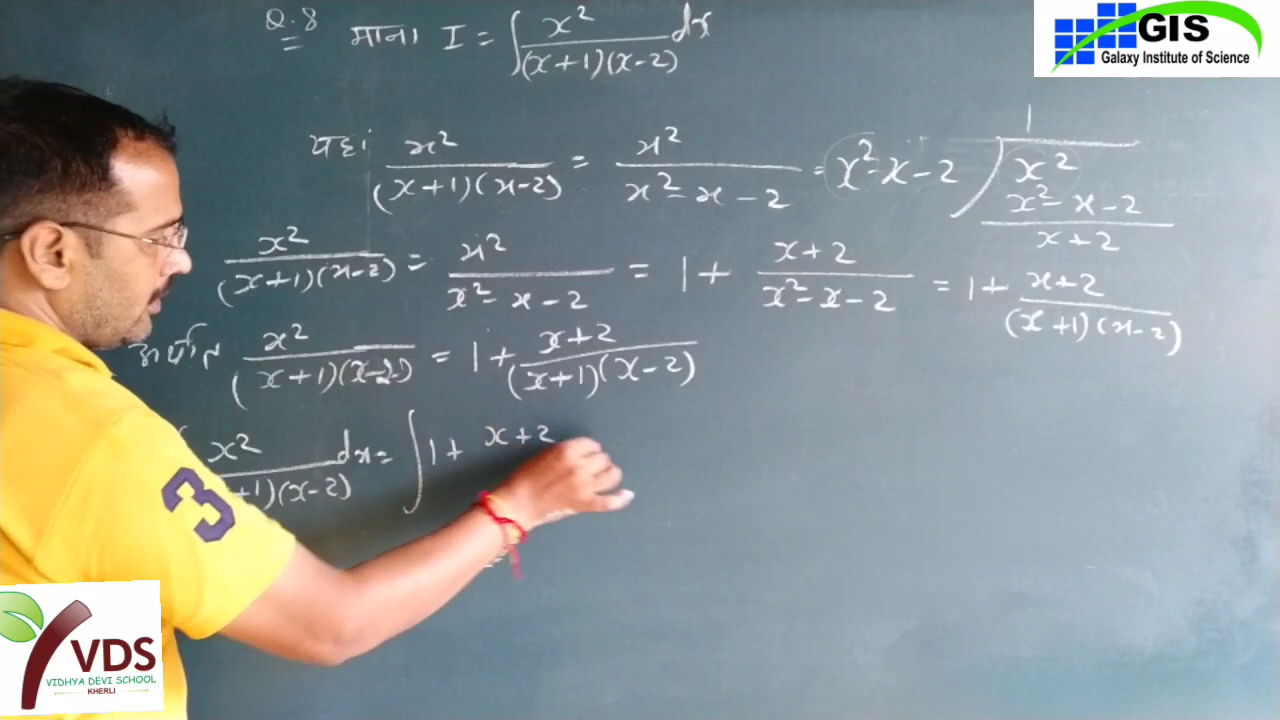 Q.8 माना I = ∫ x² / (x+1)(x-2) dx
यहां x² / (x+1)(x-2) = x² / x²-x-2 = x²-x-2 ) x² ( 1
x²-x-2
x+2
x² / (x+1)(x-2) = x² / x²-x-2 = 1 + x+2 / x²-x-2 = 1 + x+2 / (x+1)(x-2)
अर्थात x² / (x+1)(x-2) = 1 + x+2 / (x+1)(x-2)
x² / +1)(x-2) dx = ∫ 1 + x+2
3
GIS
Galaxy Institute of Science
VDS
VIDHYA DEVI SCHOOL
KHERLI